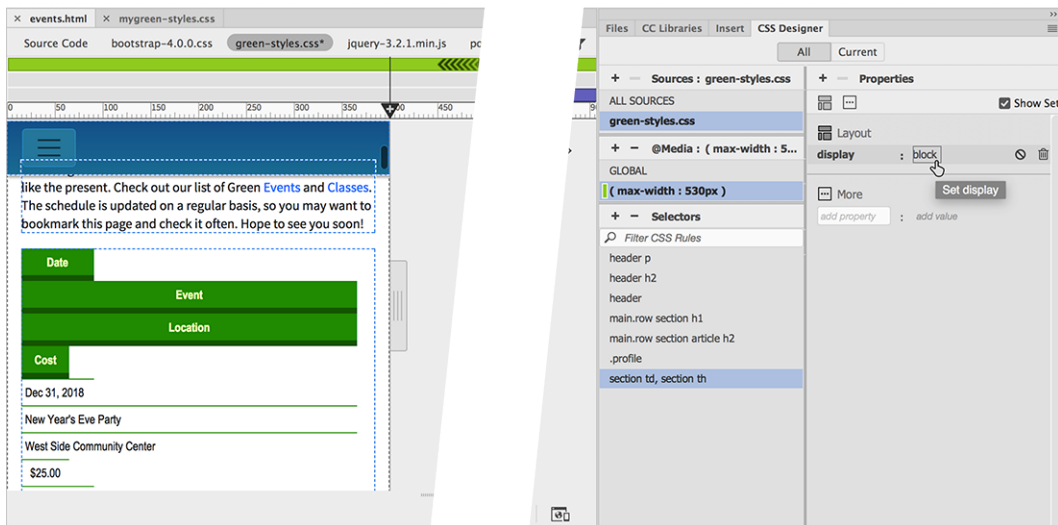 × events.html × mygreen-styles.css
Source Code bootstrap-4.0.0.css green-styles.css* jquery-3.2.1.min.js
0 50 100 150 200 250 300 350 450
like the present. Check out our list of Green Events and Classes.
The schedule is updated on a regular basis, so you may want to
bookmark this page and check it often. Hope to see you soon!
Date
Event
Location
Cost
Dec 31, 2018
New Year's Eve Party
West Side Community Center
$25.00
Files CC Libraries Insert CSS Designer
All Current
+ − Sources : green-styles.css
ALL SOURCES
green-styles.css
+ − @Media : ( max-width : 5...
GLOBAL
( max-width : 530px )
+ − Selectors
Filter CSS Rules
header p
header h2
header
main.row section h1
main.row section article h2
.profile
section td, section th
+ − Properties
Show Set
Layout
display : block
Set display
More
add property : add value